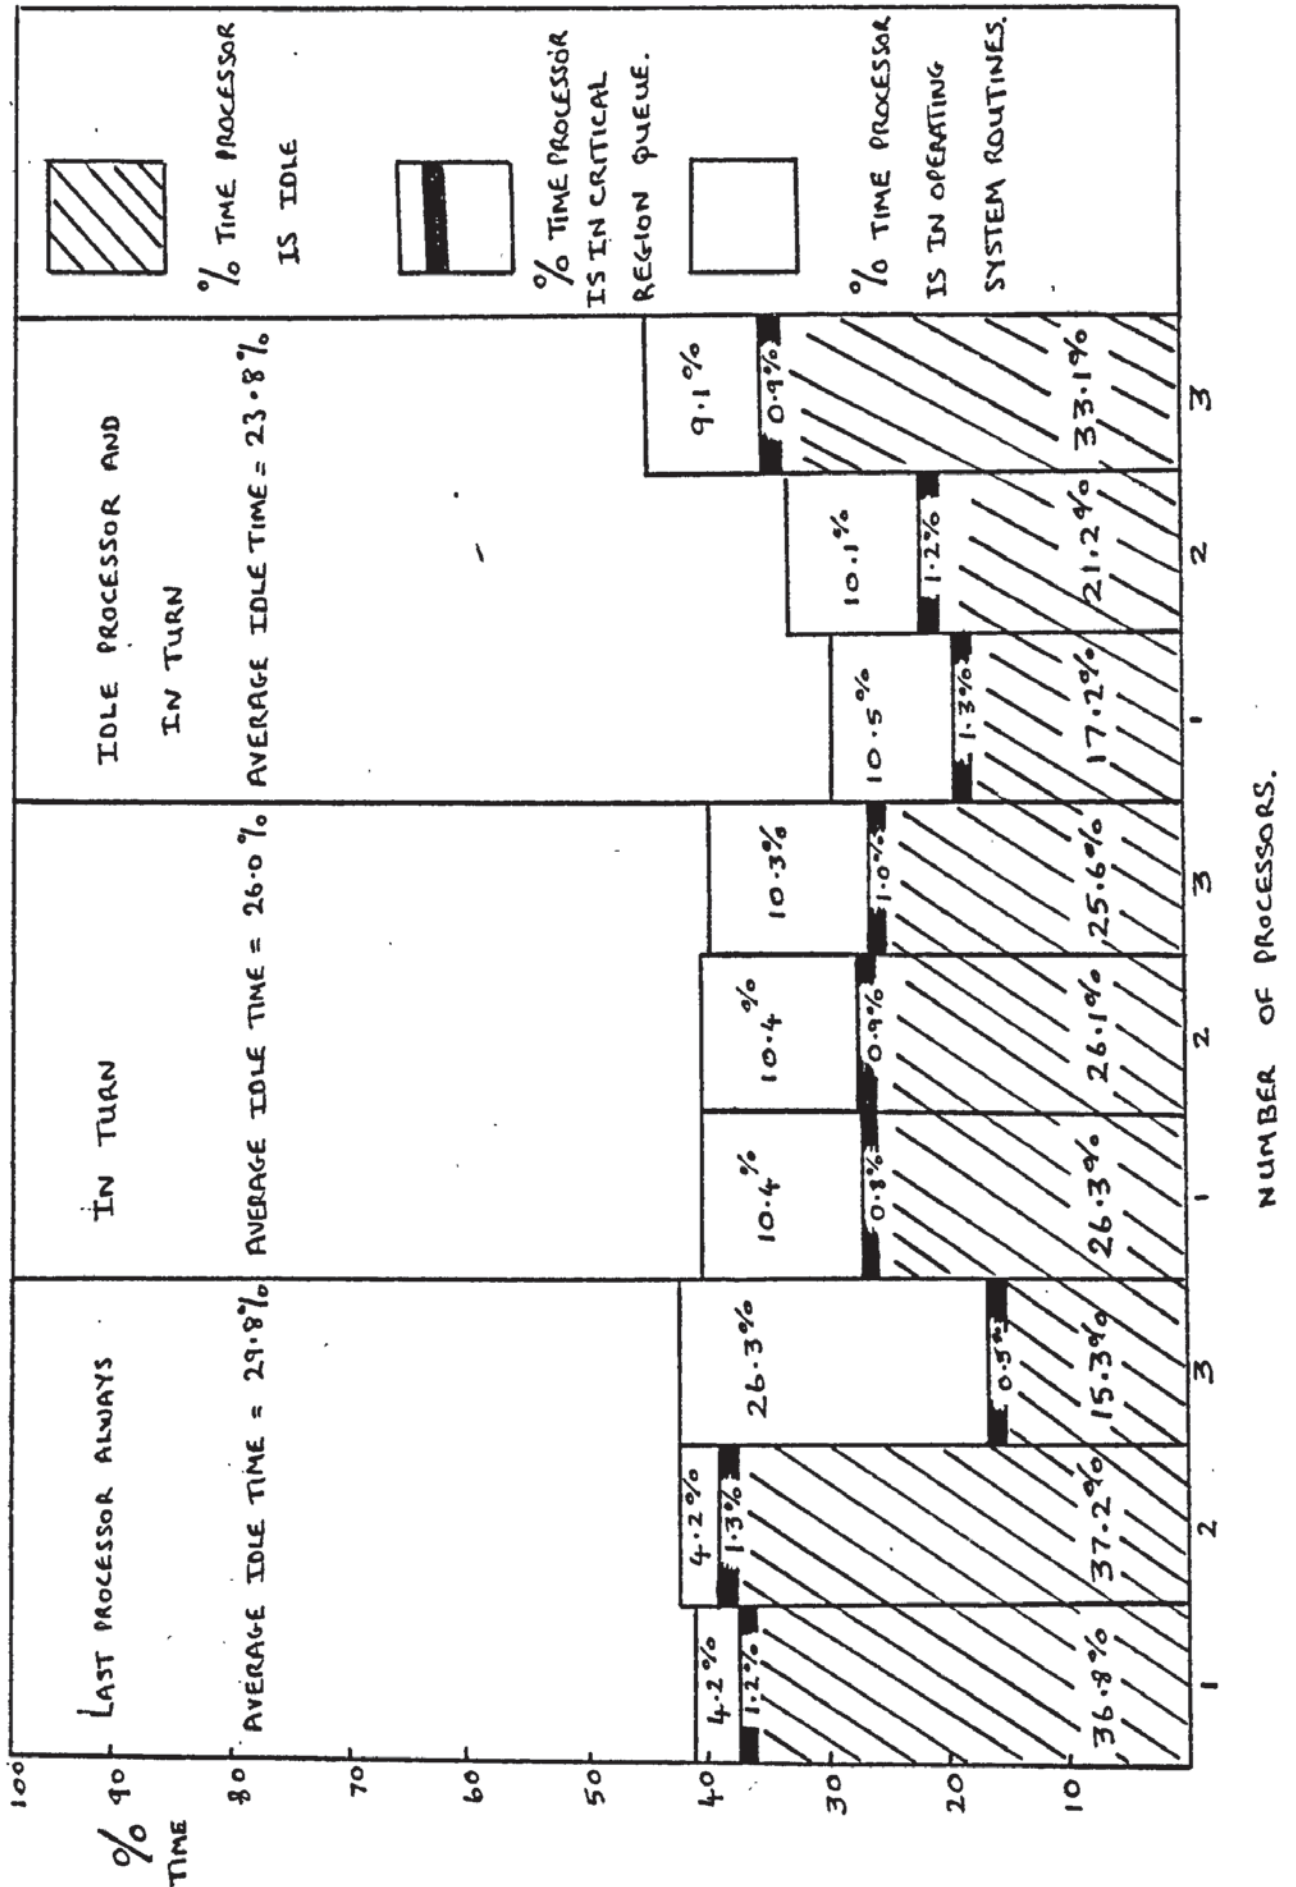 % TIME
100
90
80
70
60
50
40
30
20
10
LAST PROCESSOR ALWAYS
AVERAGE IDLE TIME = 29.8%
4.2%
1.2%
36.8%
1
4.2%
1.3%
37.2%
2
26.3%
0.5%
15.3%
3
IN TURN
AVERAGE IDLE TIME = 26.0%
10.4%
0.8%
26.3%
1
10.4%
0.9%
26.1%
2
10.3%
1.0%
25.6%
3
IDLE PROCESSOR AND
IN TURN
AVERAGE IDLE TIME = 23.8%
10.5%
1.3%
17.2%
1
10.1%
1.2%
21.2%
2
9.1%
0.9%
33.1%
3
NUMBER OF PROCESSORS.
% TIME PROCESSOR
IS IDLE
% TIME PROCESSOR
IS IN CRITICAL
REGION QUEUE.
% TIME PROCESSOR
IS IN OPERATING
SYSTEM ROUTINES.